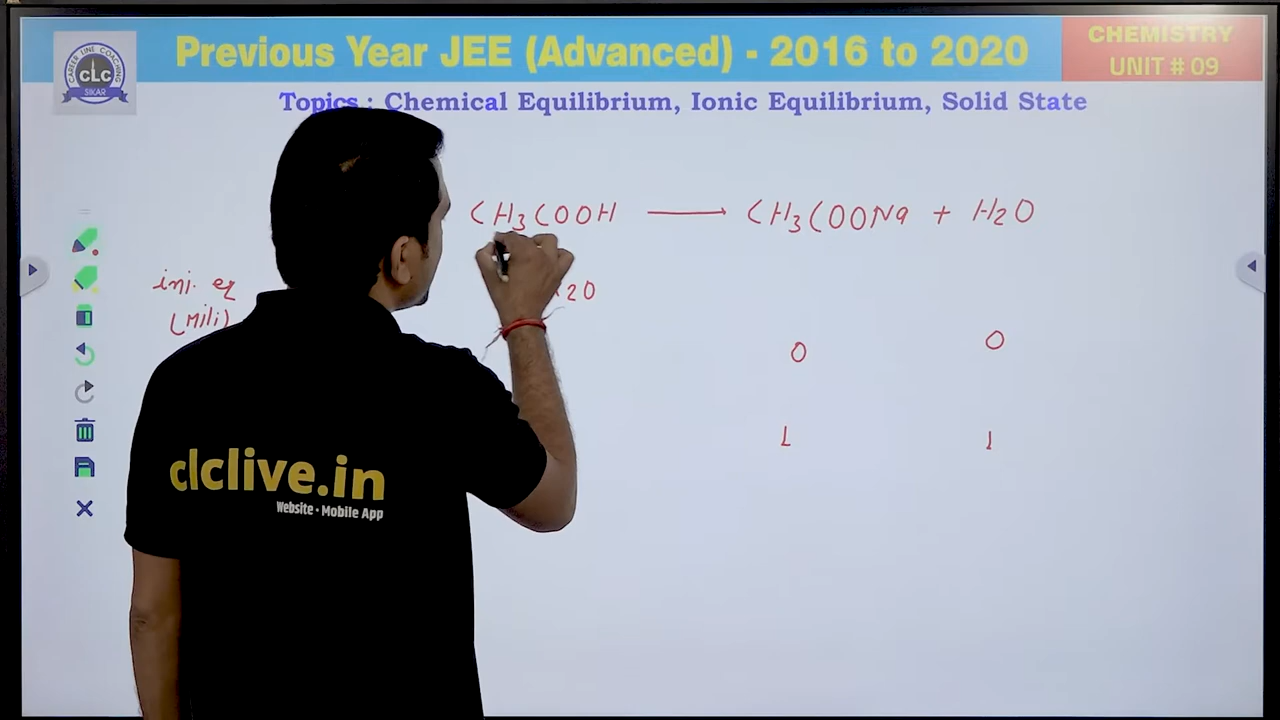 Previous Year JEE (Advanced) - 2016 to 2020
CHEMISTRY
UNIT # 09
CAREER LINE COACHING
CLC
SIKAR
Topics : Chemical Equilibrium, Ionic Equilibrium, Solid State
CH3COOH → CH3COONa + H2O
ini. eq
(Mili)
20
0 0
1 1
clclive.in
Website • Mobile App